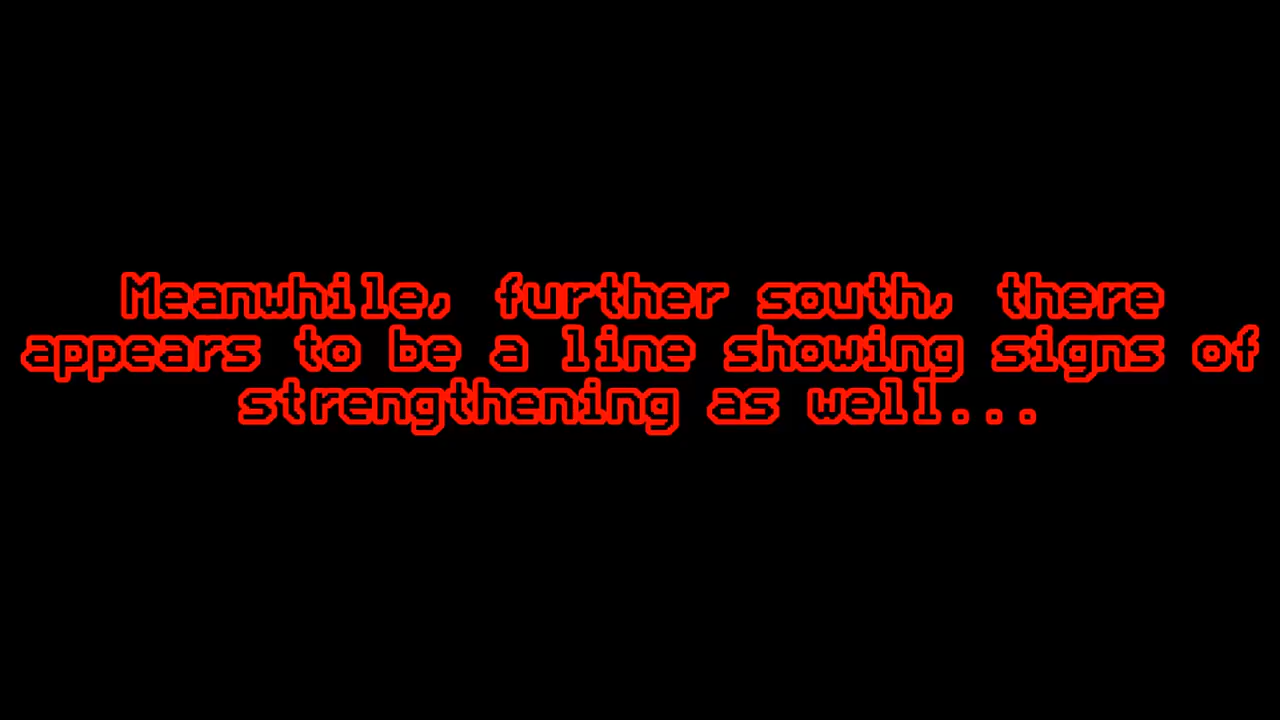 Meanwhile, further south, there
appears to be a line showing signs of
strengthening as well...